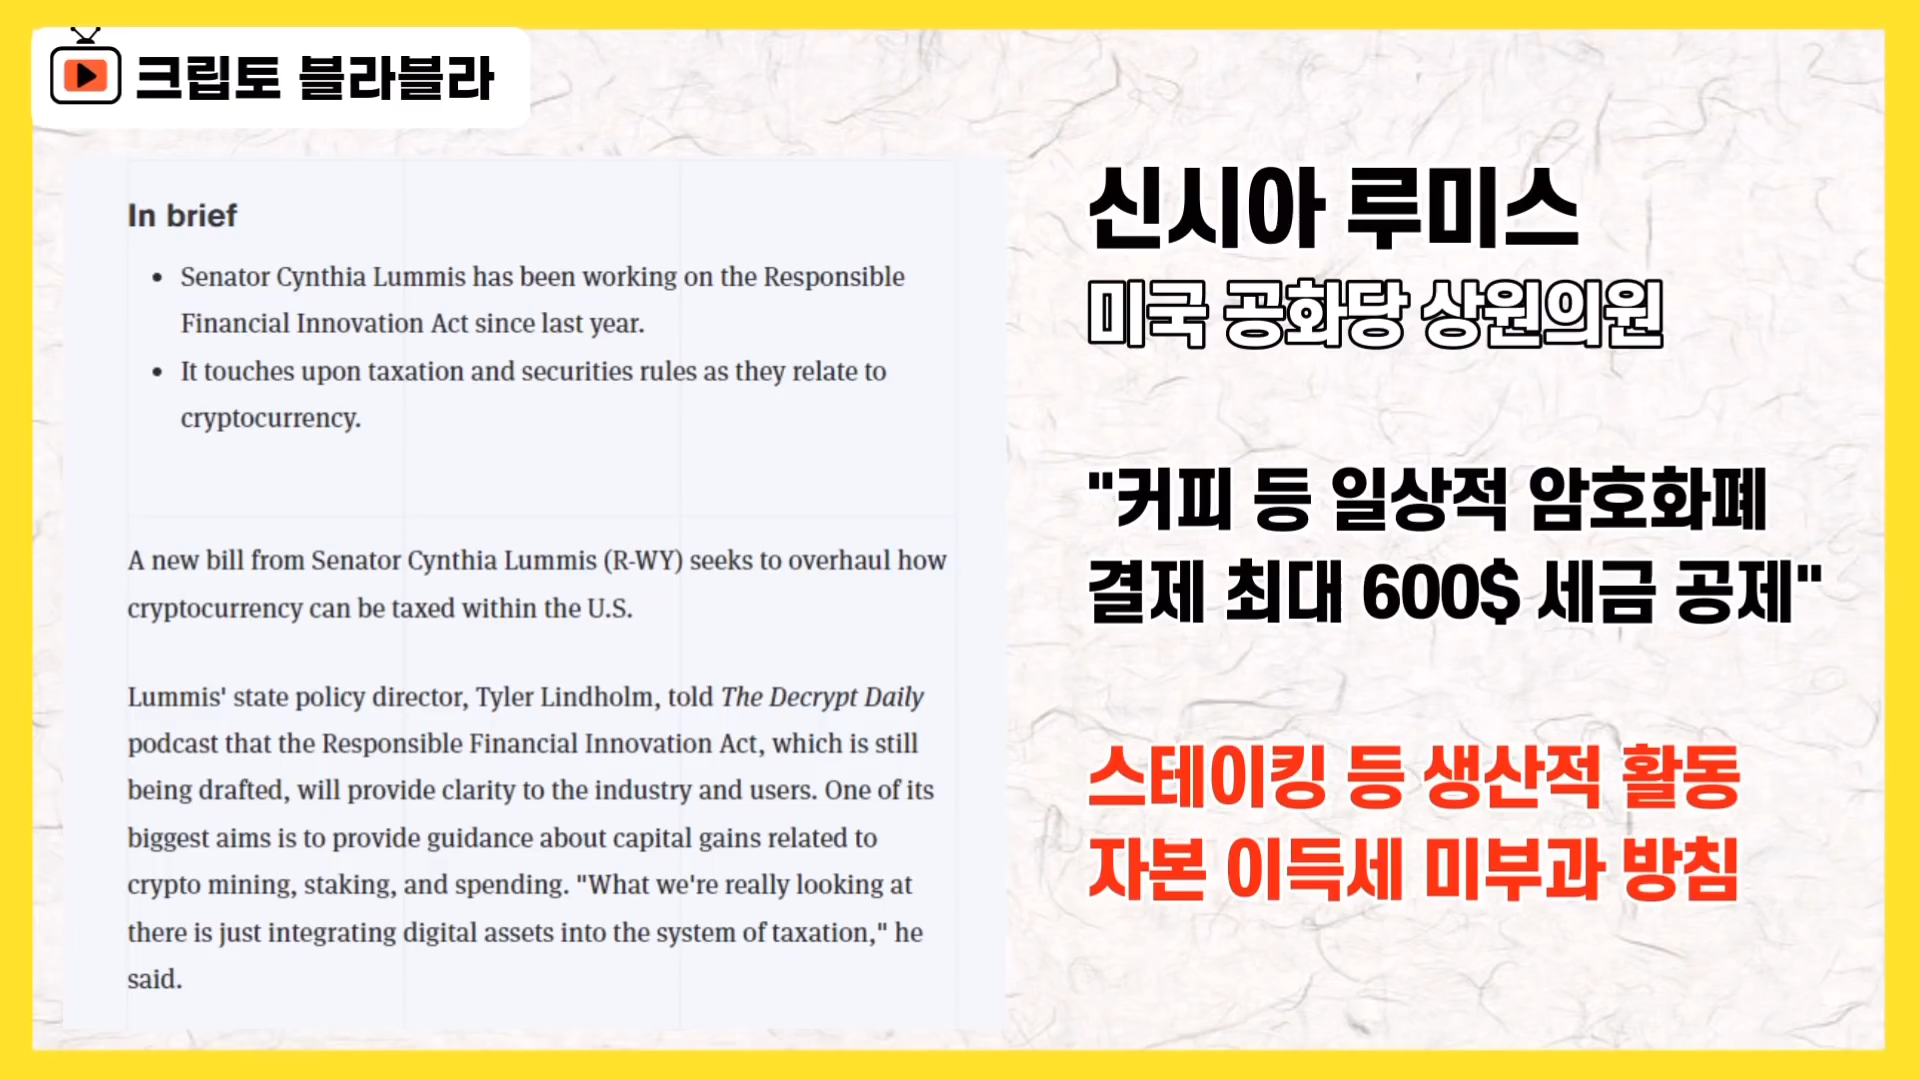 크립토 블라블라
In brief
• Senator Cynthia Lummis has been working on the Responsible
Financial Innovation Act since last year.
• It touches upon taxation and securities rules as they relate to
cryptocurrency.
A new bill from Senator Cynthia Lummis (R-WY) seeks to overhaul how
cryptocurrency can be taxed within the U.S.
Lummis' state policy director, Tyler Lindholm, told The Decrypt Daily
podcast that the Responsible Financial Innovation Act, which is still
being drafted, will provide clarity to the industry and users. One of its
biggest aims is to provide guidance about capital gains related to
crypto mining, staking, and spending. "What we're really looking at
there is just integrating digital assets into the system of taxation," he
said.
신시아 루미스
미국 공화당 상원의원
"커피 등 일상적 암호화폐
결제 최대 600$ 세금 공제"
스테이킹 등 생산적 활동
자본 이득세 미부과 방침